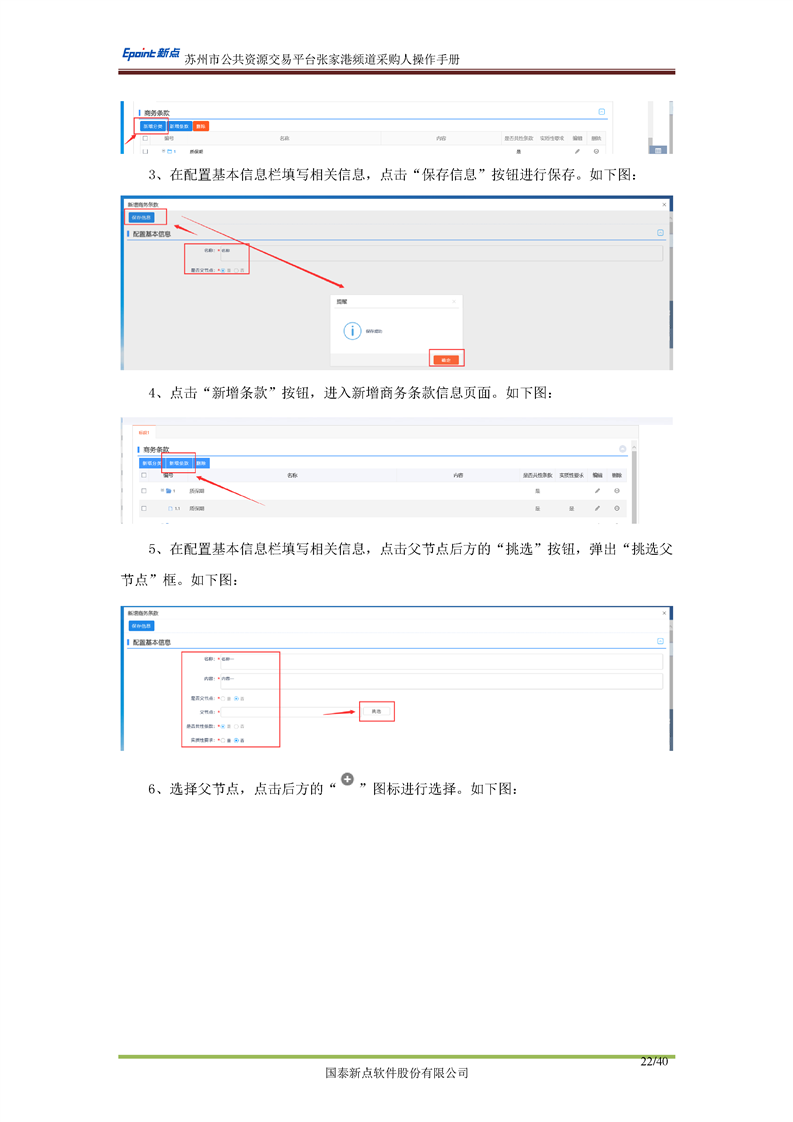 Epoint新点 苏州市公共资源交易平台张家港频道采购人操作手册
商务条款
新增分类 新增条款 删除
编号 名称 内容 是否共性条款 实质性要求 编辑 删除
1 质保期 是
3、在配置基本信息栏填写相关信息，点击“保存信息”按钮进行保存。如下图：
新增商务条款
保存信息
配置基本信息
名称：* 名称
是否父节点：* 是 否
提醒
确定
4、点击“新增条款”按钮，进入新增商务条款信息页面。如下图：
商务条款
新增分类 新增条款 删除
编号 名称 内容 是否共性条款 实质性要求 编辑 删除
1 质保期 是
1.1 质保期 是 是
5、在配置基本信息栏填写相关信息，点击父节点后方的“挑选”按钮，弹出“挑选父
节点”框。如下图：
新增商务条款
保存信息
配置基本信息
名称：* 名称一
内容：* 内容一
是否父节点：* 是 否
父节点：* 挑选
是否共性条款：* 是 否
实质性要求：* 是 否
6、选择父节点，点击后方的“ ”图标进行选择。如下图：
22/40
国泰新点软件股份有限公司